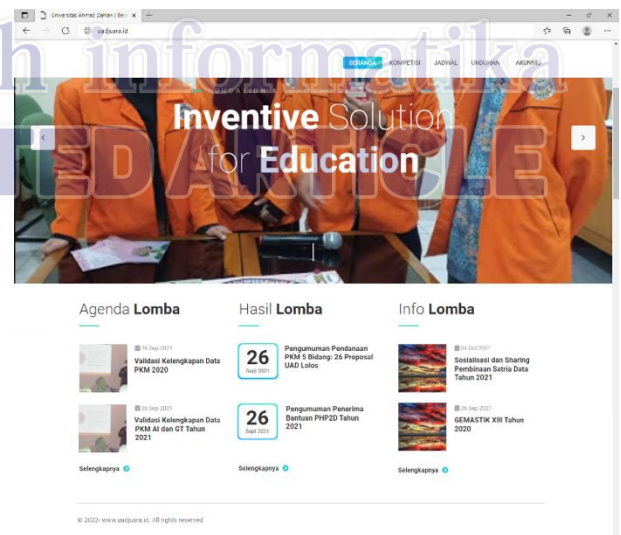 Universitas Ahmad Dahlan | Bera
uadjuara.id
h informatika
BERANDA KOMPETISI JADWAL UNDUHAN AKUNMU
Inventive Solution
for Education
TED ARTICLE
Agenda Lomba
26 Sep 2021
Validasi Kelengkapan Data
PKM 2020
26 Sep 2021
Validasi Kelengkapan Data
PKM AI dan GT Tahun
2021
Selengkapnya
Hasil Lomba
26
Sept 2021
Pengumuman Pendanaan
PKM 5 Bidang: 26 Proposal
UAD Lolos
26
Sept 2021
Pengumuman Penerima
Bantuan PHP2D Tahun
2021
Selengkapnya
Info Lomba
04 Oct 2021
Sosialisasi dan Sharing
Pembinaan Satria Data
Tahun 2021
26 Sep 2021
GEMASTIK XIII Tahun
2020
Selengkapnya
© 2022- www.uadjuara.id. All rights reserved